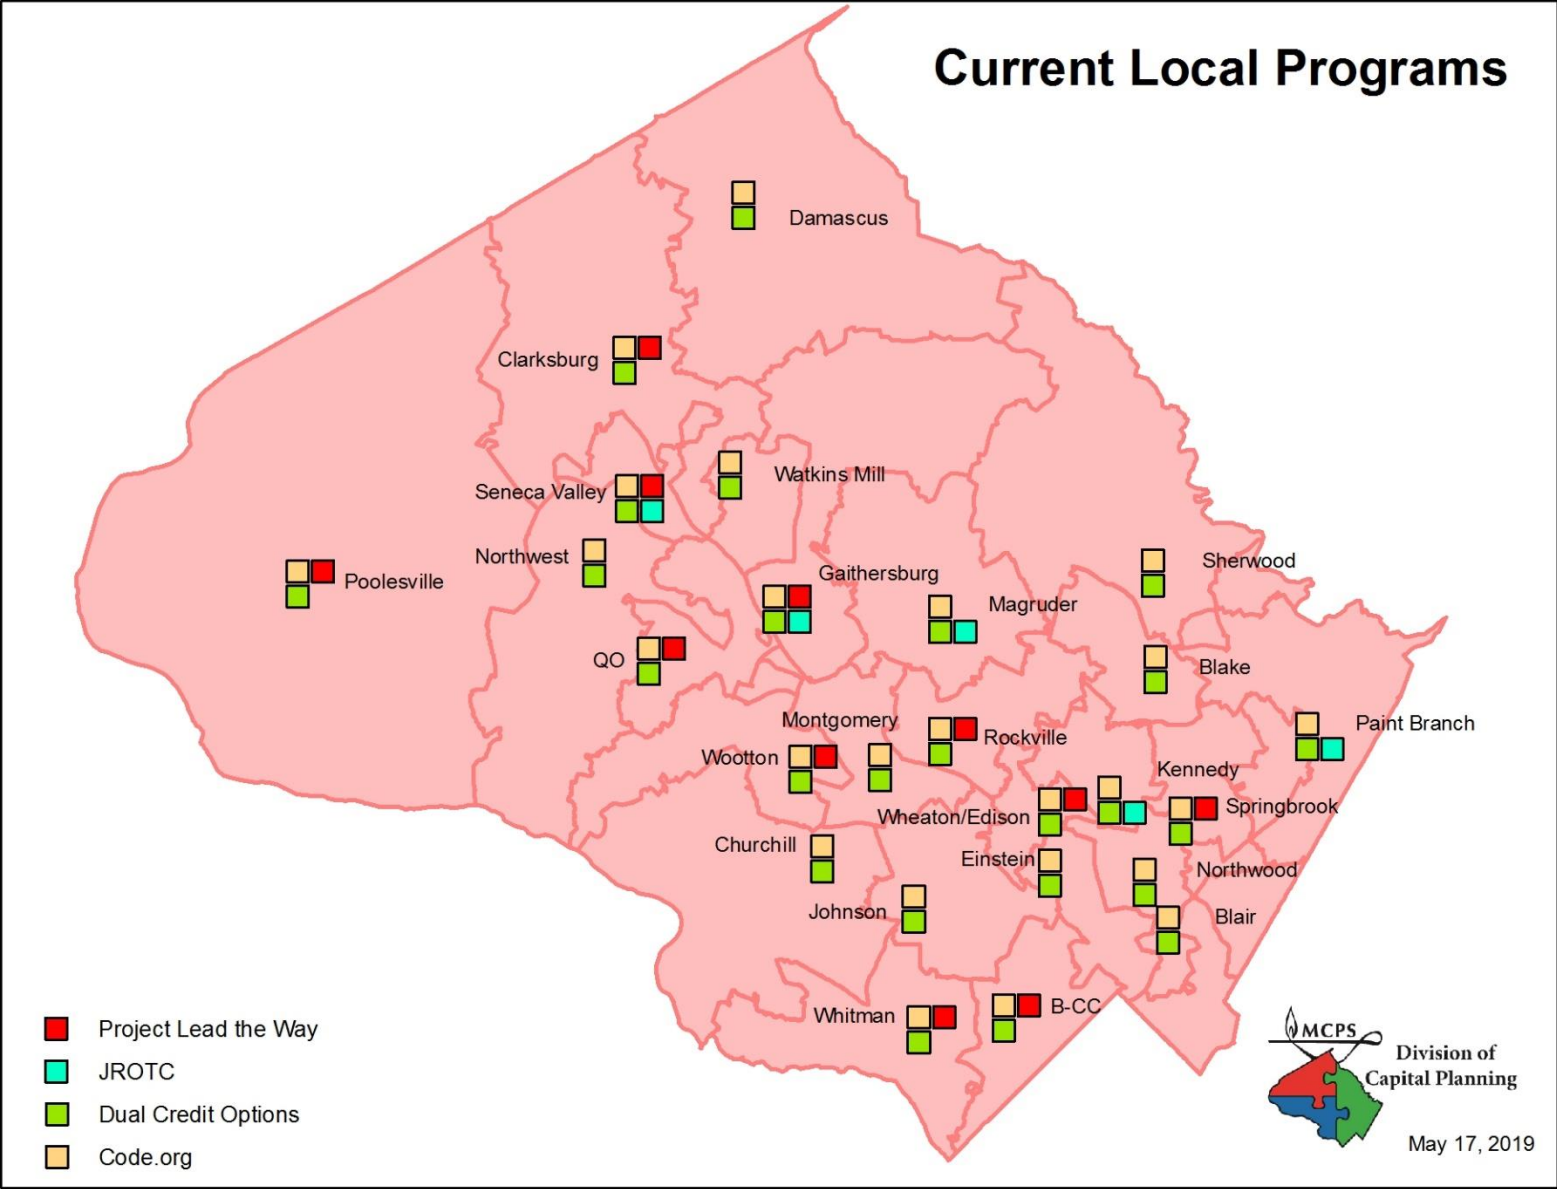 Current Local Programs
Damascus
Clarksburg
Watkins Mill
Seneca Valley
Northwest
Sherwood
Gaithersburg
Poolesville
Magruder
QO
Blake
Montgomery
Paint Branch
Rockville
Wootton
Kennedy
Springbrook
Wheaton/Edison
Churchill
Einstein
Northwood
Johnson
Blair
Whitman
B-CC
Project Lead the Way
JROTC
Dual Credit Options
Code.org
MCPS
Division of
Capital Planning
May 17, 2019